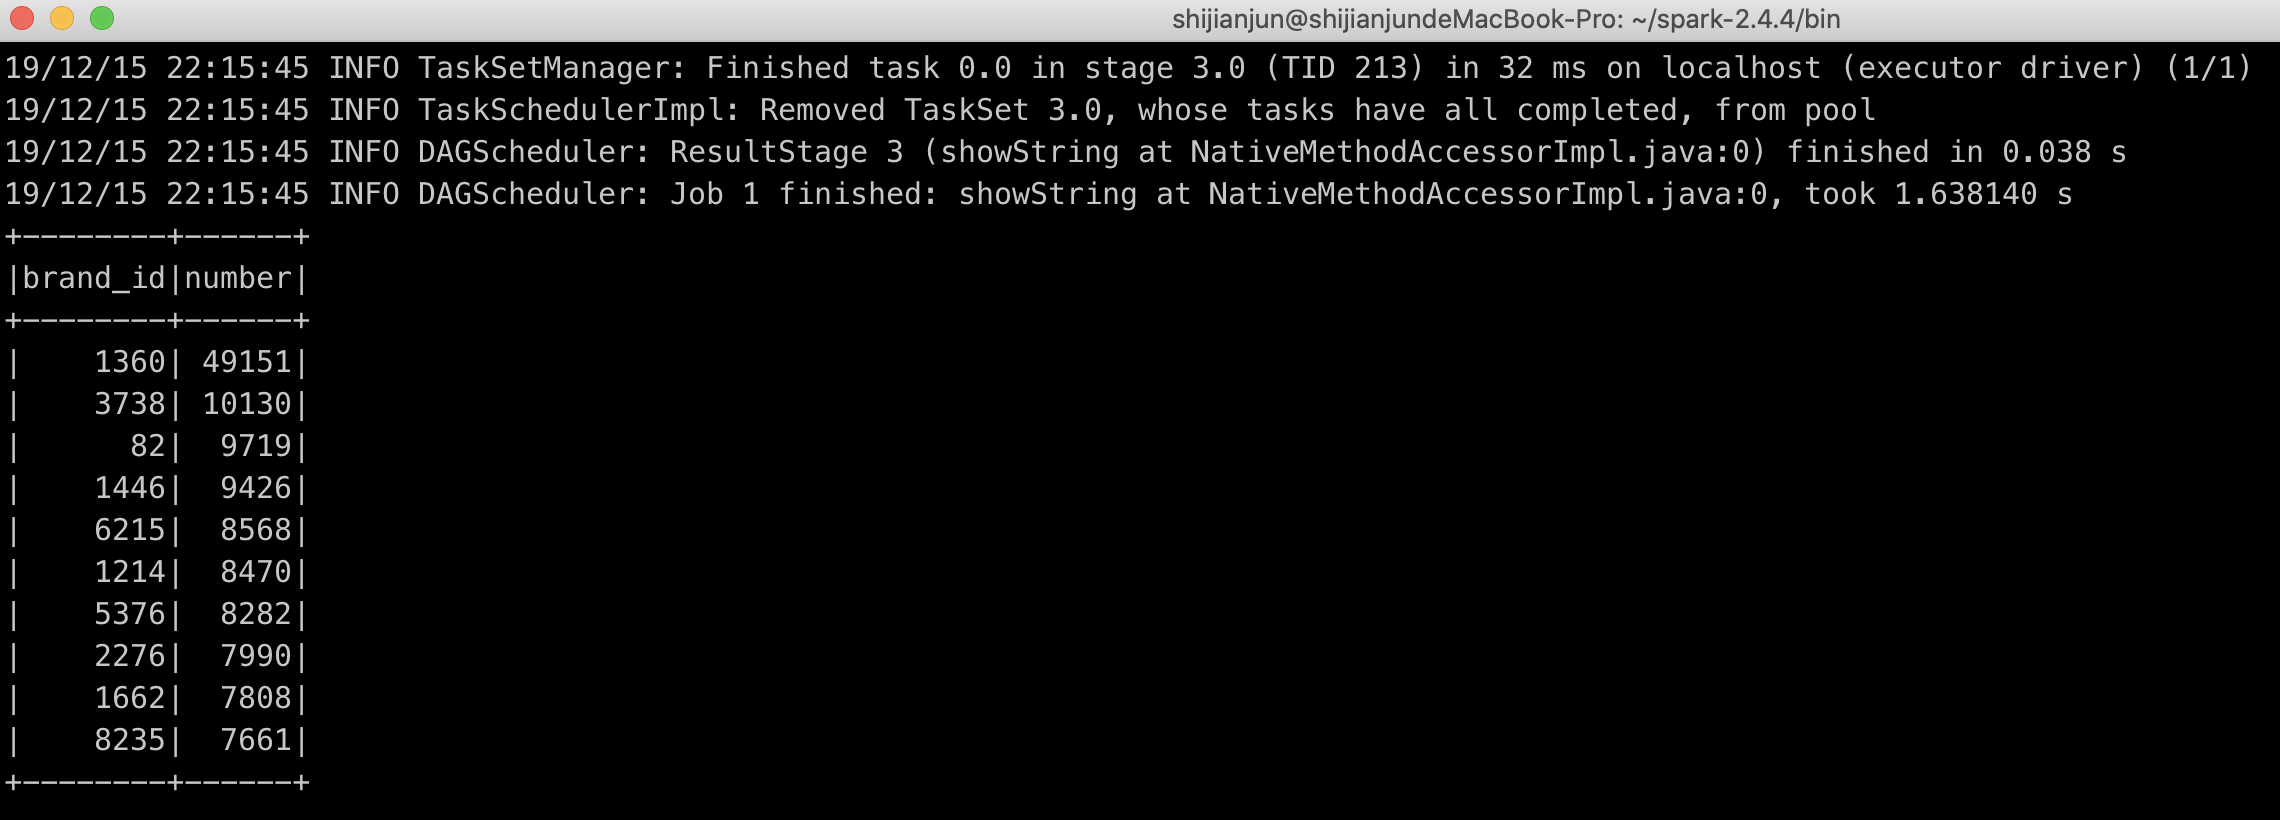 shijianjun@shijianjundeMacBook-Pro: ~/spark-2.4.4/bin
19/12/15 22:15:45 INFO TaskSetManager: Finished task 0.0 in stage 3.0 (TID 213) in 32 ms on localhost (executor driver) (1/1)
19/12/15 22:15:45 INFO TaskSchedulerImpl: Removed TaskSet 3.0, whose tasks have all completed, from pool
19/12/15 22:15:45 INFO DAGScheduler: ResultStage 3 (showString at NativeMethodAccessorImpl.java:0) finished in 0.038 s
19/12/15 22:15:45 INFO DAGScheduler: Job 1 finished: showString at NativeMethodAccessorImpl.java:0, took 1.638140 s
+--------+------+
|brand_id|number|
+--------+------+
|    1360| 49151|
|    3738| 10130|
|      82|  9719|
|    1446|  9426|
|    6215|  8568|
|    1214|  8470|
|    5376|  8282|
|    2276|  7990|
|    1662|  7808|
|    8235|  7661|
+--------+------+